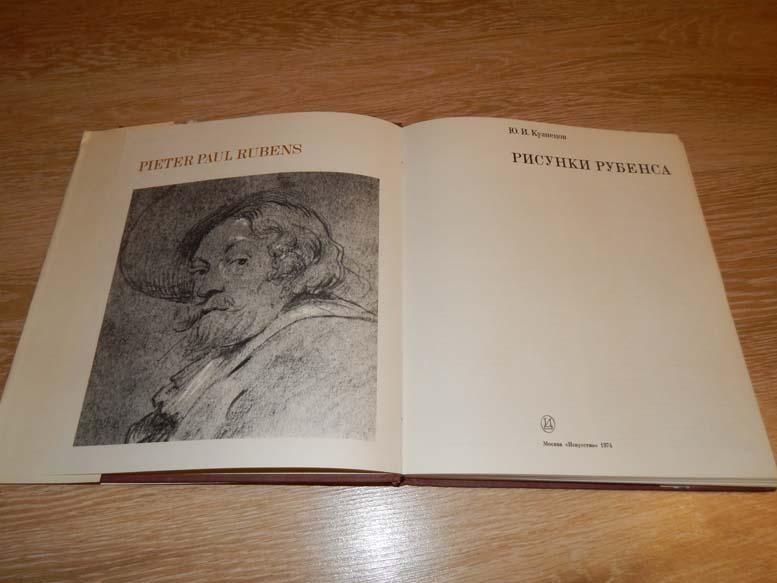 PIETER PAUL RUBENS
Ю. И. Кузнецов
РИСУНКИ РУБЕНСА
Москва «Искусство» 1974